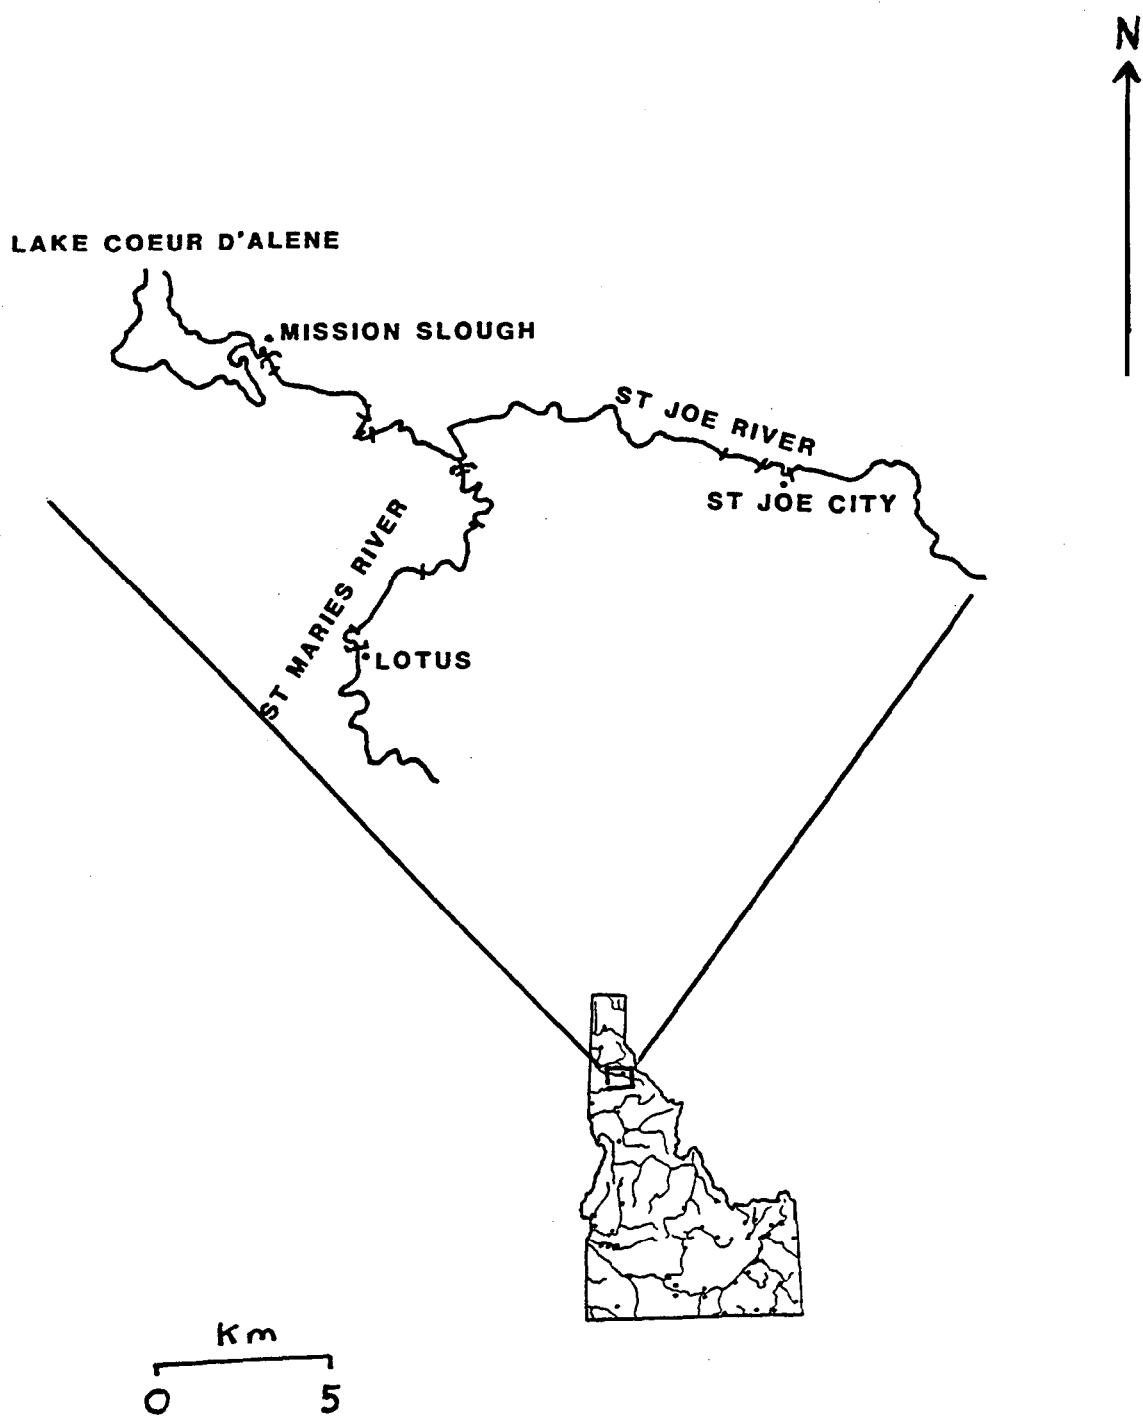 N
LAKE COEUR D'ALENE
MISSION SLOUGH
ST JOE RIVER
ST JOE CITY
ST MARIES RIVER
LOTUS
Km
0 5